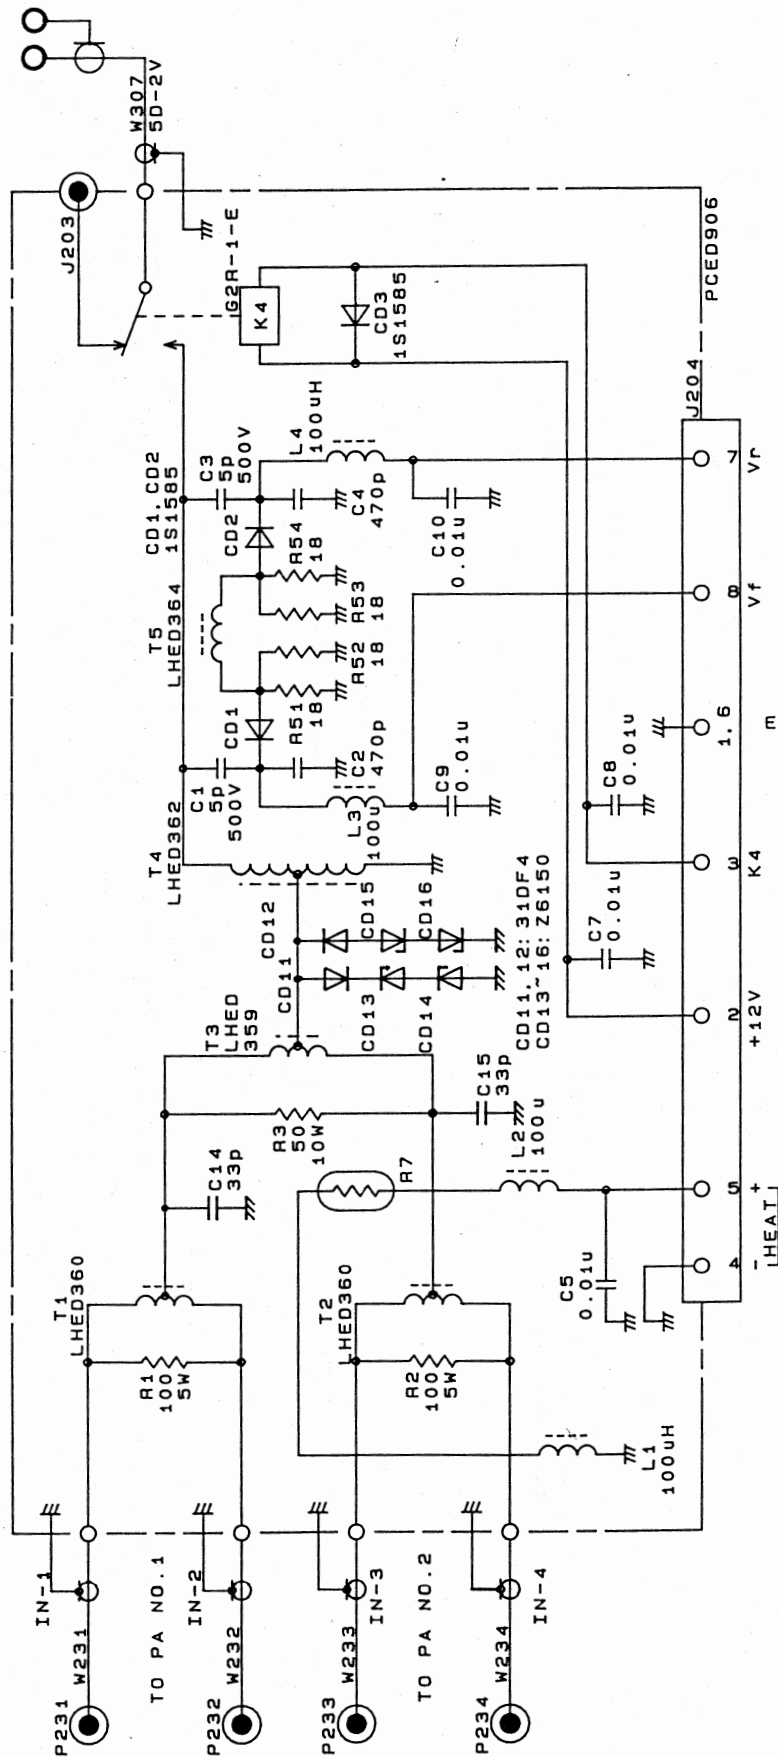 P231
W231
IN-1
TO PA NO.1
P232
W232
IN-2
P233
W233
IN-3
TO PA NO.2
P234
W234
IN-4
T1
LHED360
R1
100
5W
T2
LHED360
R2
100
5W
L1
100uH
C14
33p
R3
50
10W
R7
C15
33p
L2
100u
C5
0.01u
T3
LHED
359
CD11
CD12
CD13
CD15
CD14
CD16
CD11,12:31DF4
CD13~16:Z6150
T4
LHED362
C1
5p
500V
CD1
R51
18
C2
470p
L3
100u
C9
0.01u
C7
0.01u
C8
0.01u
T5
LHED364
R52
18
R53
18
R54
18
CD1,CD2
1S1585
CD2
C3
5p
500V
C4
470p
L4
100uH
C10
0.01u
K4
G2R-1-E
CD3
1S1585
J203
W307
5D-2V
PCED906
J204
4
5
2
3
1,6
8
7
-
+
HEAT
+12V
K4
E
Vf
Vr